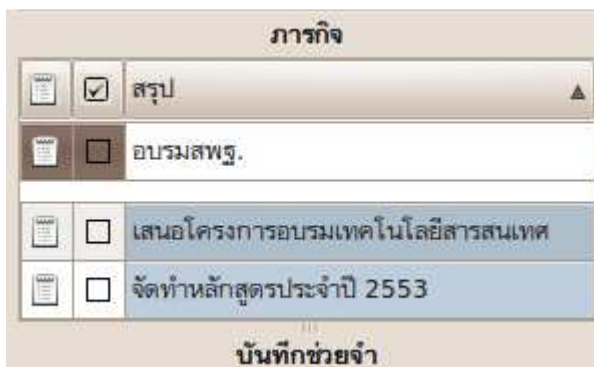 ภารกิจ
สรุป
อบรมสพฐ.
เสนอโครงการอบรมเทคโนโลยีสารสนเทศ
จัดทำหลักสูตรประจำปี 2553
บันทึกช่วยจำ